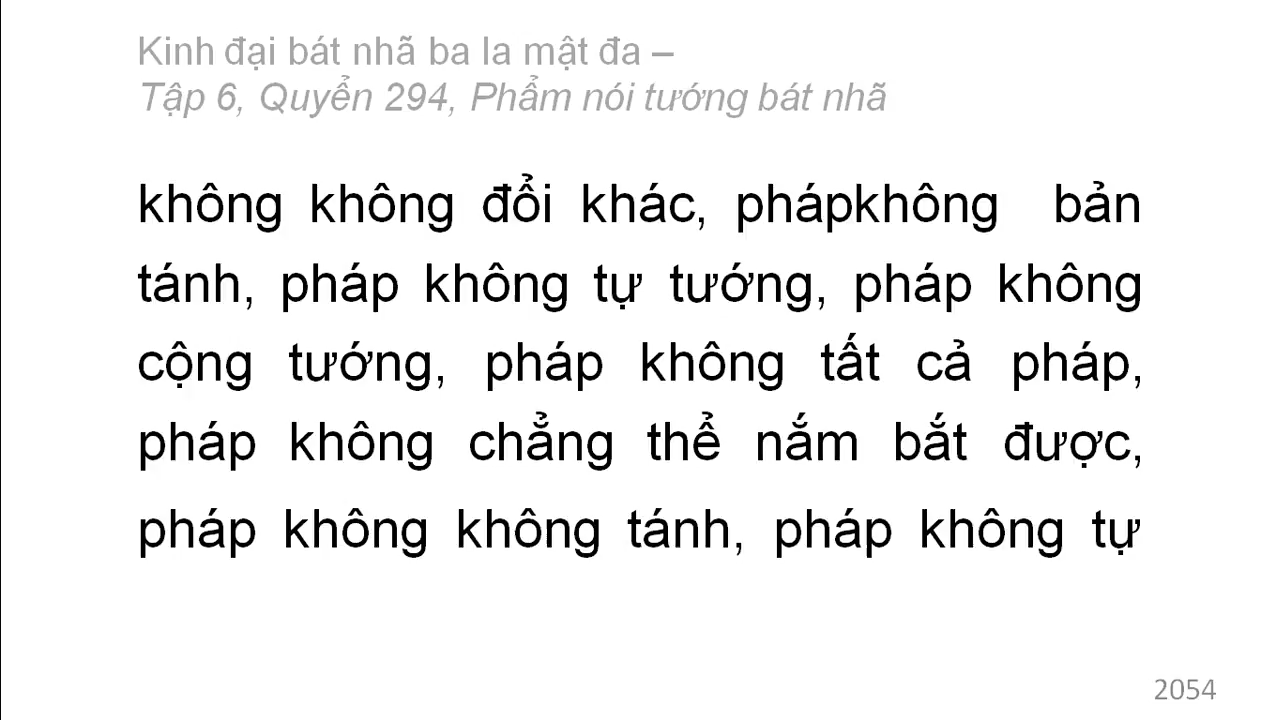 Kinh đại bát nhã ba la mật đa –
Tập 6, Quyển 294, Phẩm nói tướng bát nhã
không không đổi khác, phápkhông bản
tánh, pháp không tự tướng, pháp không
cộng tướng, pháp không tất cả pháp,
pháp không chẳng thể nắm bắt được,
pháp không không tánh, pháp không tự
2054